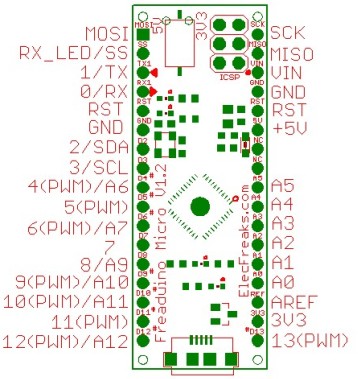 MOSI
RX_LED/SS
1/TX
0/RX
RST
GND
2/SDA
3/SCL
4(PWM)/A6
5(PWM)
6(PWM)/A7
7
8/A9
9(PWM)/A10
10(PWM)/A11
11(PWM)
12(PWM)/A12
MOSI
SS
TX1
RX1
RST
GND
D2
D3
D4
D5
D6
D7
D8
D9
D10
D11
D12
5V
3V3
ICSP
Freaduino Micro V1.2
ElecFreaks.com
SCK
MISO
VIN
GND
RST
5V
NC
NC
A5
A4
A3
A2
A1
A0
REF
3V3
D13
SCK
MISO
VIN
GND
RST
+5V
A5
A4
A3
A2
A1
A0
AREF
3V3
13(PWM)